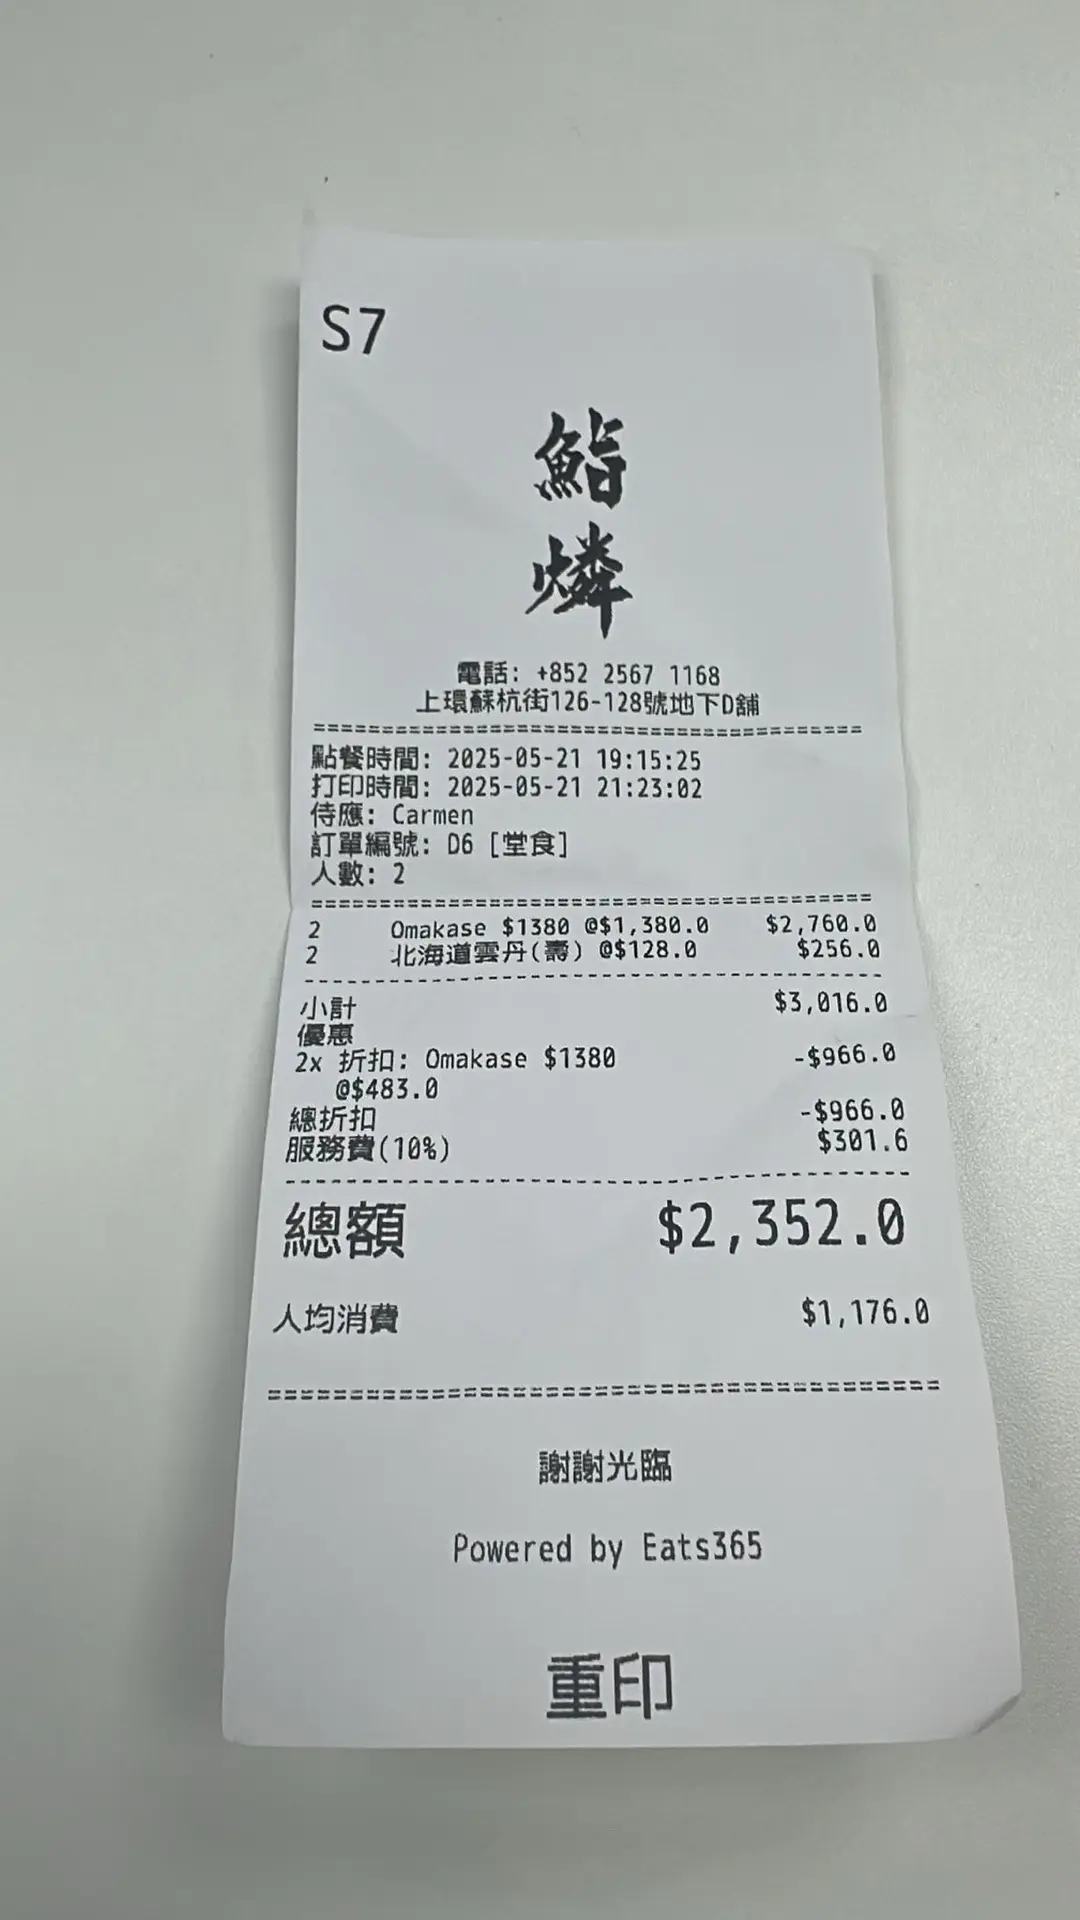 S7
鮨
燐
電話: +852 2567 1168
上環蘇杭街126-128號地下D舖
========================================
點餐時間: 2025-05-21 19:15:25
打印時間: 2025-05-21 21:23:02
侍應: Carmen
訂單編號: D6 [堂食]
人數: 2
========================================
2 Omakase $1380 @$1,380.0 $2,760.0
2 北海道雲丹(壽) @$128.0 $256.0
----------------------------------------
小計 $3,016.0
優惠
2x 折扣: Omakase $1380 -$966.0
@$483.0
總折扣 -$966.0
服務費(10%) $301.6
----------------------------------------
總額 $2,352.0
人均消費 $1,176.0
========================================
謝謝光臨
Powered by Eats365
重印